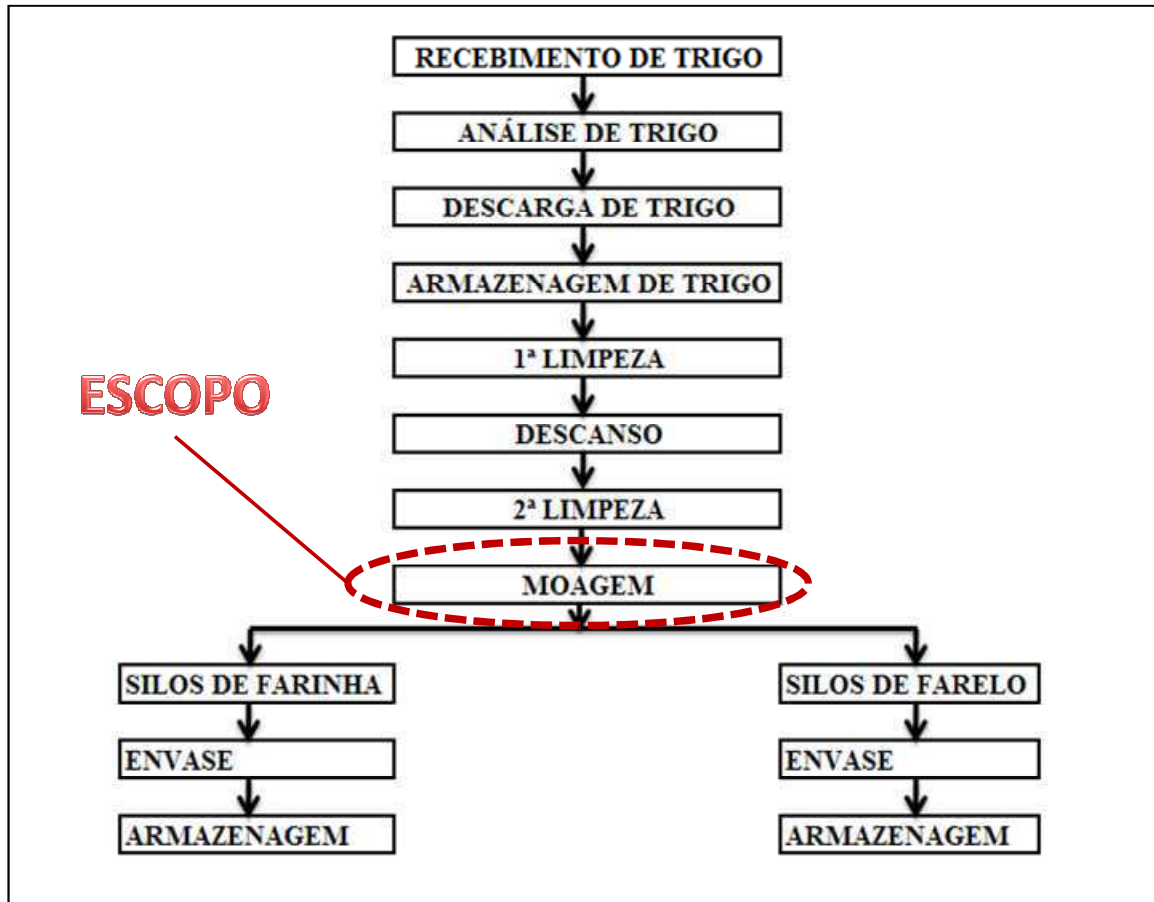 RECEBIMENTO DE TRIGO
ANÁLISE DE TRIGO
DESCARGA DE TRIGO
ARMAZENAGEM DE TRIGO
1ª LIMPEZA
ESCOPO
DESCANSO
2ª LIMPEZA
MOAGEM
SILOS DE FARINHA
ENVASE
ARMAZENAGEM
SILOS DE FARELO
ENVASE
ARMAZENAGEM